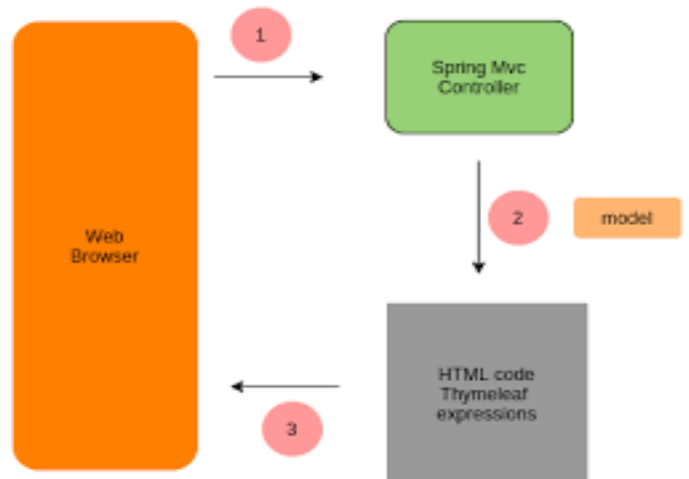 1
Spring Mvc
Controller
2
model
Web
Browser
HTML code
Thymeleaf
expressions
3